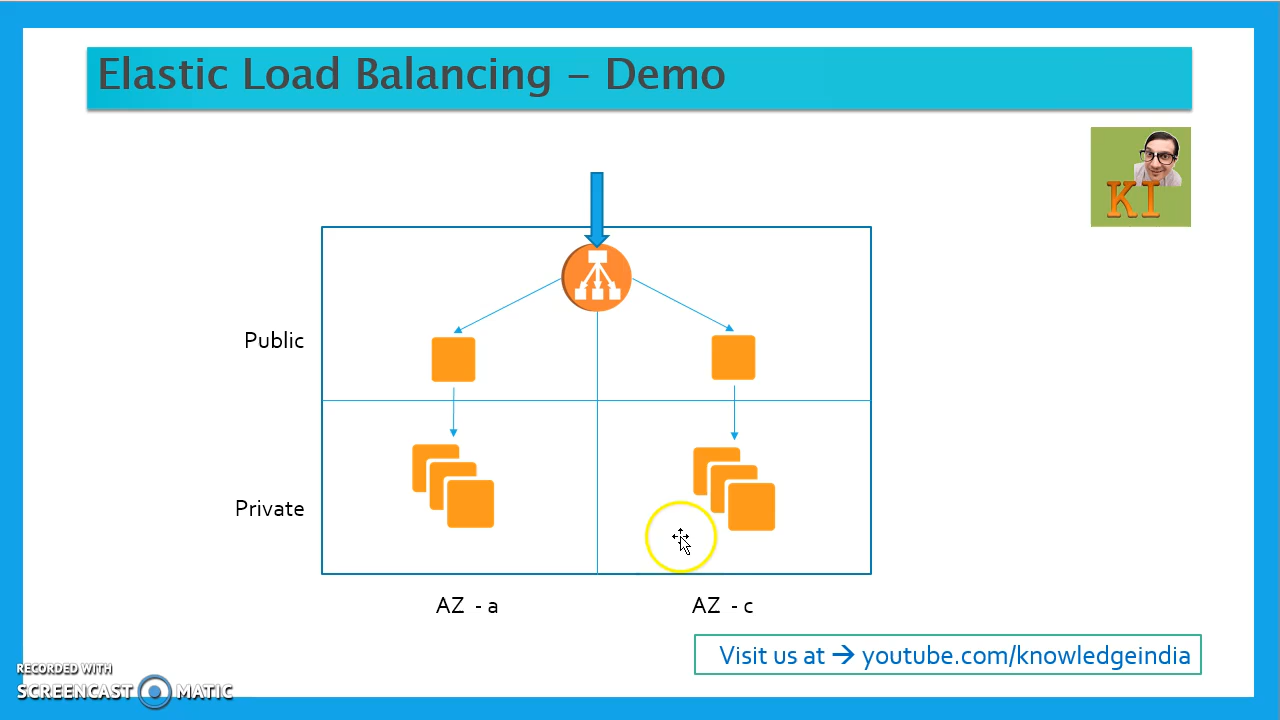 Elastic Load Balancing – Demo
KI
Public
Private
AZ - a
AZ - c
Visit us at → youtube.com/knowledgeindia
RECORDED WITH
SCREENCAST MATIC